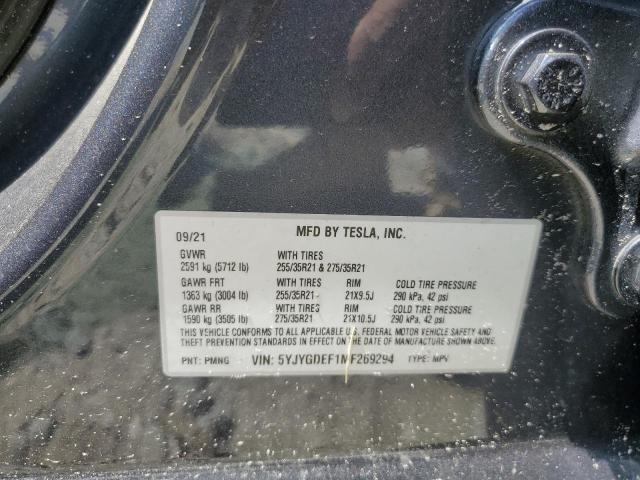 09/21 MFD BY TESLA, INC.
GVWR WITH TIRES
2591 kg (5712 lb) 255/35R21 & 275/35R21
GAWR FRT WITH TIRES RIM COLD TIRE PRESSURE
1363 kg (3004 lb) 255/35R21 21X9.5J 290 kPa, 42 psi
GAWR RR WITH TIRES RIM COLD TIRE PRESSURE
1590 kg (3505 lb) 275/35R21 21X10.5J 290 kPa, 42 psi
THIS VEHICLE CONFORMS TO ALL APPLICABLE U.S. FEDERAL MOTOR VEHICLE SAFETY AND
THEFT PREVENTION STANDARDS IN EFFECT ON THE DATE OF MANUFACTURE SHOWN ABOVE.
PNT: PMNG VIN: 5YJYGDEF1MF269294 TYPE: MPV